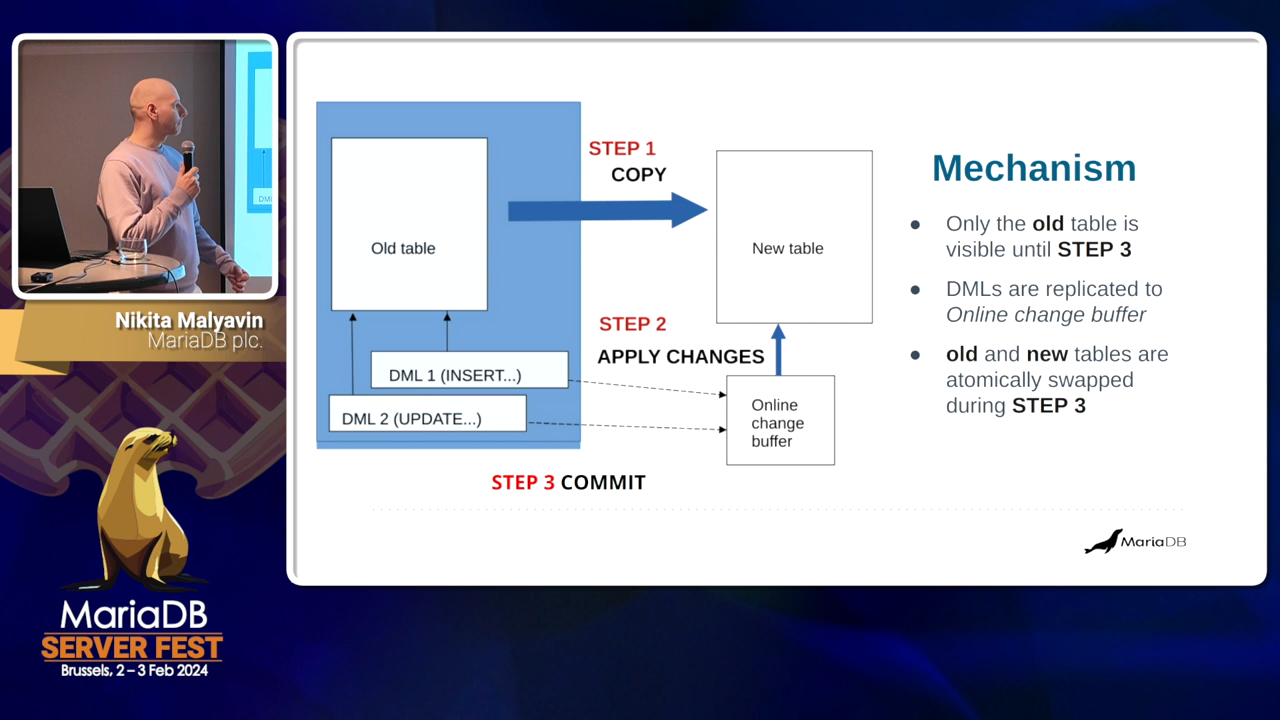 Nikita Malyavin
MariaDB plc.
MariaDB
SERVER FEST
Brussels, 2 – 3 Feb 2024
STEP 1
COPY
Old table
New table
STEP 2
APPLY CHANGES
DML 1 (INSERT...)
DML 2 (UPDATE...)
Online
change
buffer
STEP 3 COMMIT
Mechanism
● Only the old table is
visible until STEP 3
● DMLs are replicated to
Online change buffer
● old and new tables are
atomically swapped
during STEP 3
MariaDB
DML